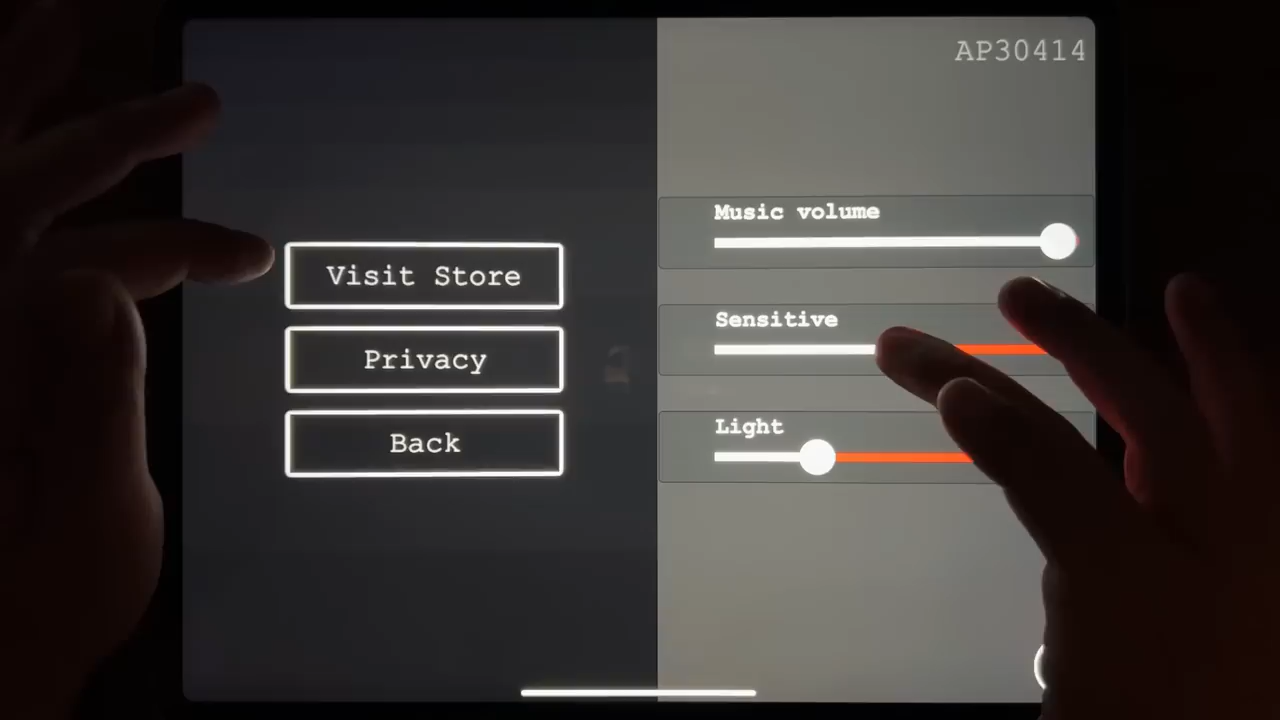 AP30414
Music volume
Visit Store
Sensitive
Privacy
Light
Back